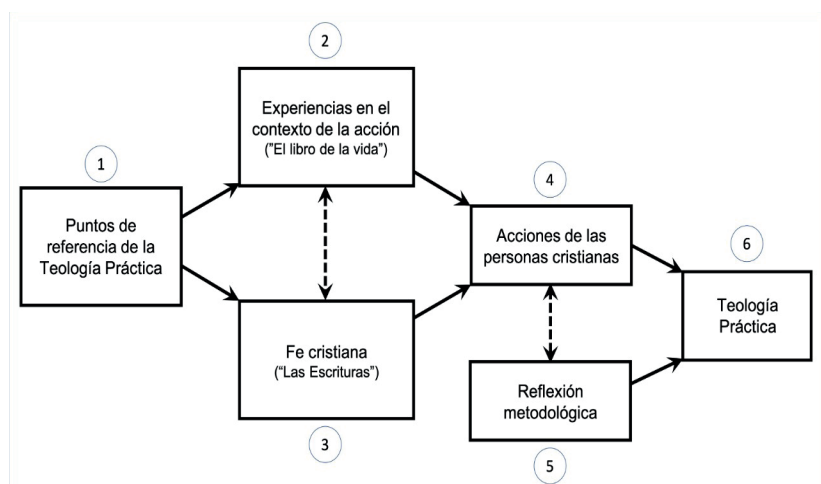 2
Experiencias en el
contexto de la acción
("El libro de la vida")
1
Puntos de
referencia de la
Teología Práctica
4
Acciones de las
personas cristianas
6
Teología
Práctica
Fe cristiana
("Las Escrituras")
3
Reflexión
metodológica
5